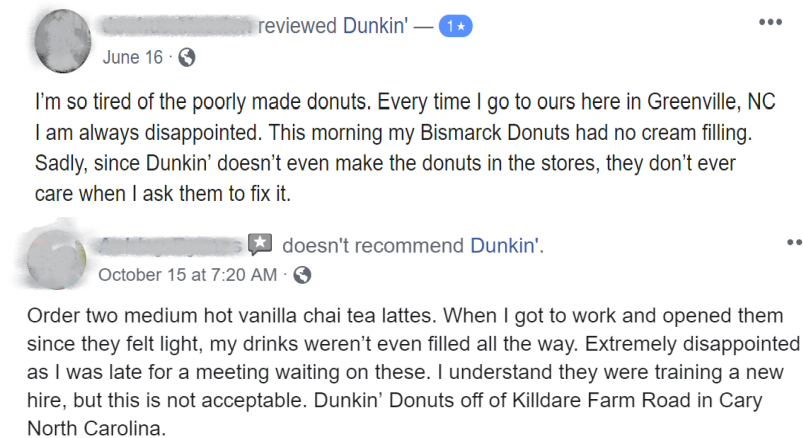 reviewed Dunkin' — 1★
June 16 ·
I'm so tired of the poorly made donuts. Every time I go to ours here in Greenville, NC
I am always disappointed. This morning my Bismarck Donuts had no cream filling.
Sadly, since Dunkin' doesn't even make the donuts in the stores, they don't ever
care when I ask them to fix it.
doesn't recommend Dunkin'.
October 15 at 7:20 AM ·
Order two medium hot vanilla chai tea lattes. When I got to work and opened them
since they felt light, my drinks weren't even filled all the way. Extremely disappointed
as I was late for a meeting waiting on these. I understand they were training a new
hire, but this is not acceptable. Dunkin' Donuts off of Killdare Farm Road in Cary
North Carolina.